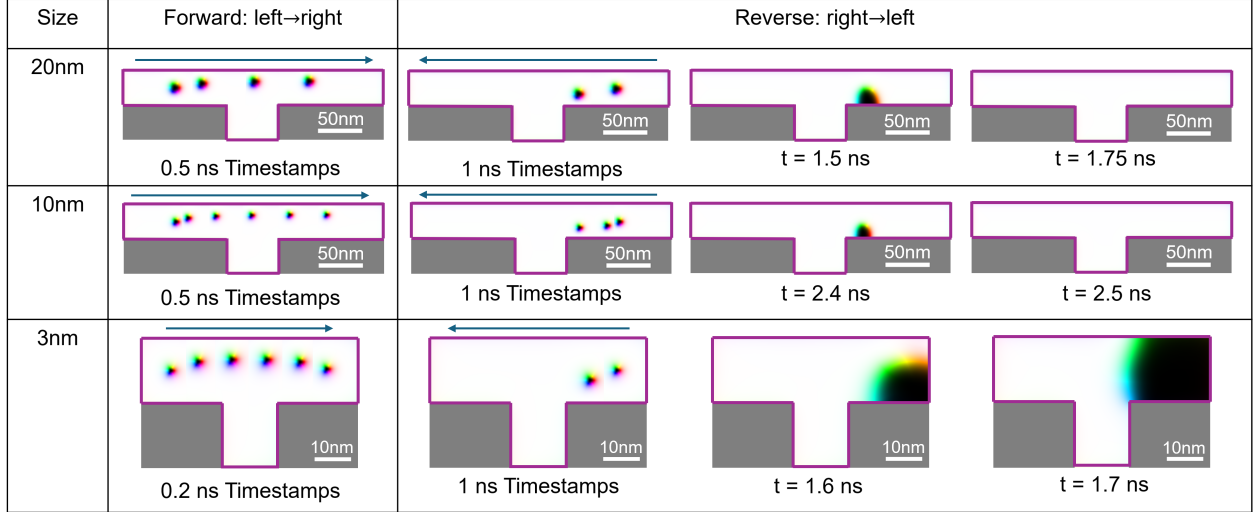 Size
Forward: left→right
Reverse: right→left
20nm
50nm
50nm
50nm
50nm
0.5 ns Timestamps
1 ns Timestamps
t = 1.5 ns
t = 1.75 ns
10nm
50nm
50nm
50nm
50nm
0.5 ns Timestamps
1 ns Timestamps
t = 2.4 ns
t = 2.5 ns
3nm
10nm
10nm
10nm
10nm
0.2 ns Timestamps
1 ns Timestamps
t = 1.6 ns
t = 1.7 ns